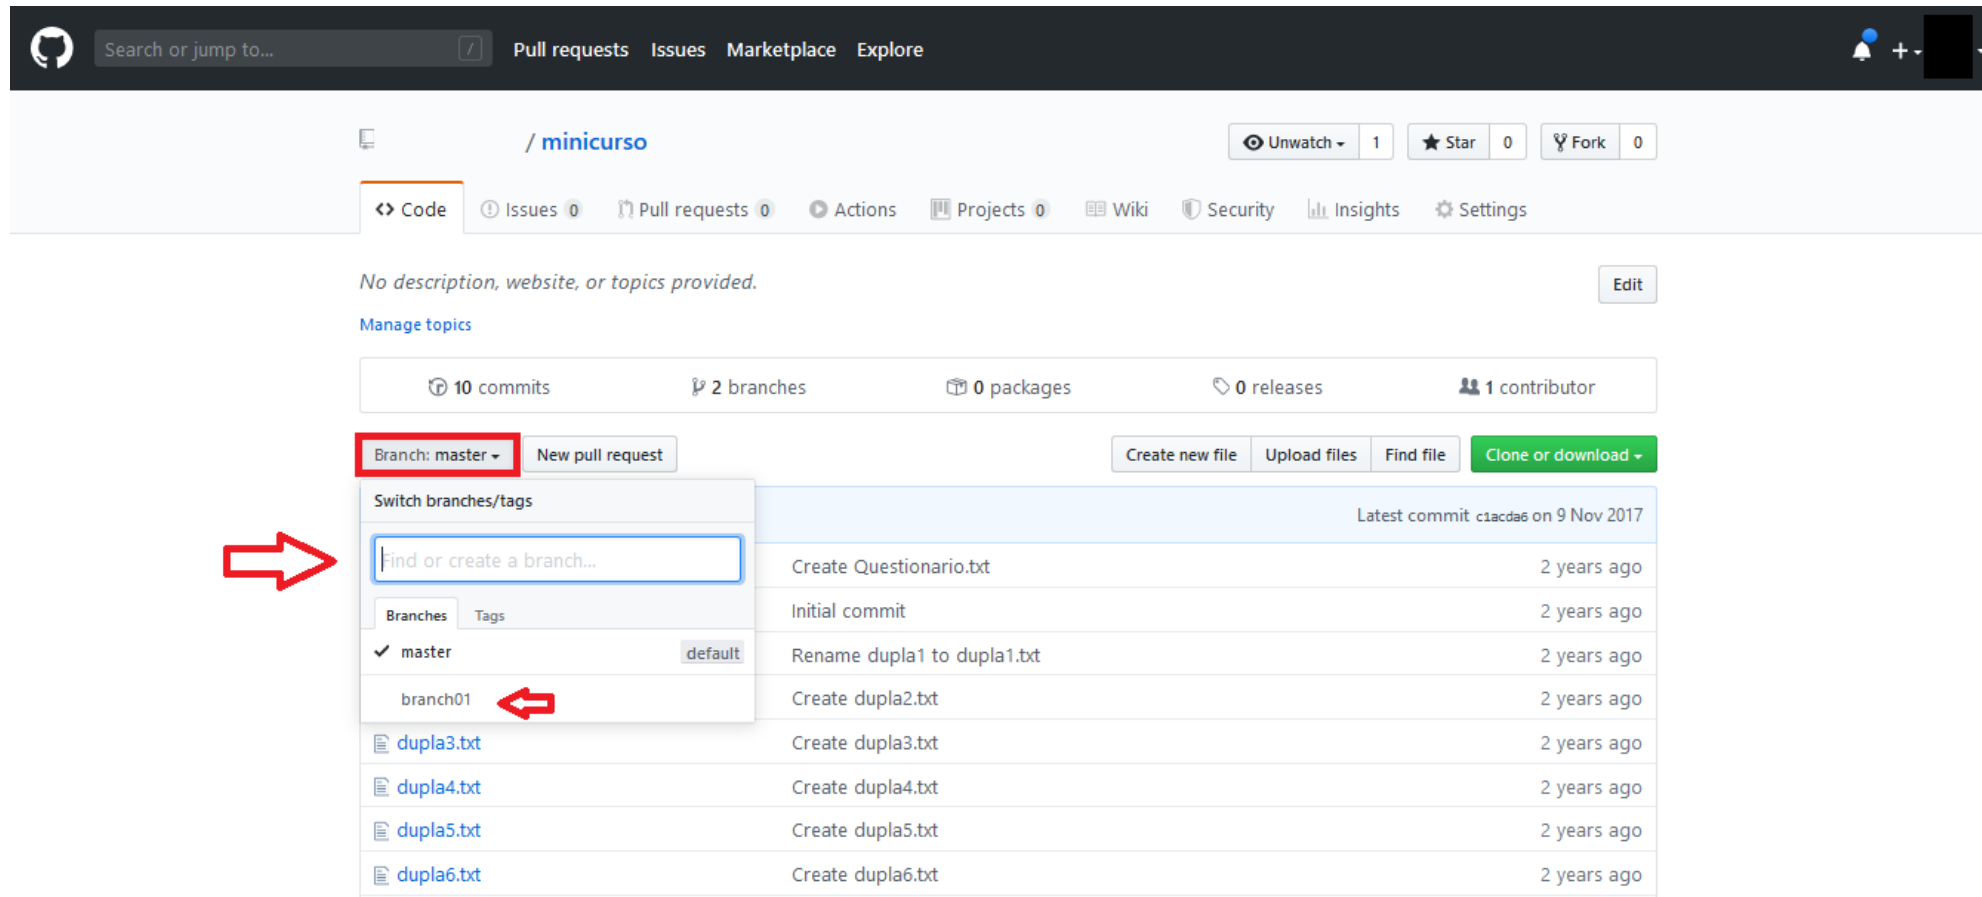 Search or jump to... / Pull requests Issues Marketplace Explore +
/ minicurso Unwatch 1 Star 0 Fork 0
<> Code Issues 0 Pull requests 0 Actions Projects 0 Wiki Security Insights Settings
No description, website, or topics provided. Edit
Manage topics
10 commits 2 branches 0 packages 0 releases 1 contributor
Branch: master New pull request Create new file Upload files Find file Clone or download
Switch branches/tags
Latest commit c1acda6 on 9 Nov 2017
Find or create a branch... Create Questionario.txt 2 years ago
Branches Tags Initial commit 2 years ago
master default Rename dupla1 to dupla1.txt 2 years ago
branch01 Create dupla2.txt 2 years ago
dupla3.txt Create dupla3.txt 2 years ago
dupla4.txt Create dupla4.txt 2 years ago
dupla5.txt Create dupla5.txt 2 years ago
dupla6.txt Create dupla6.txt 2 years ago